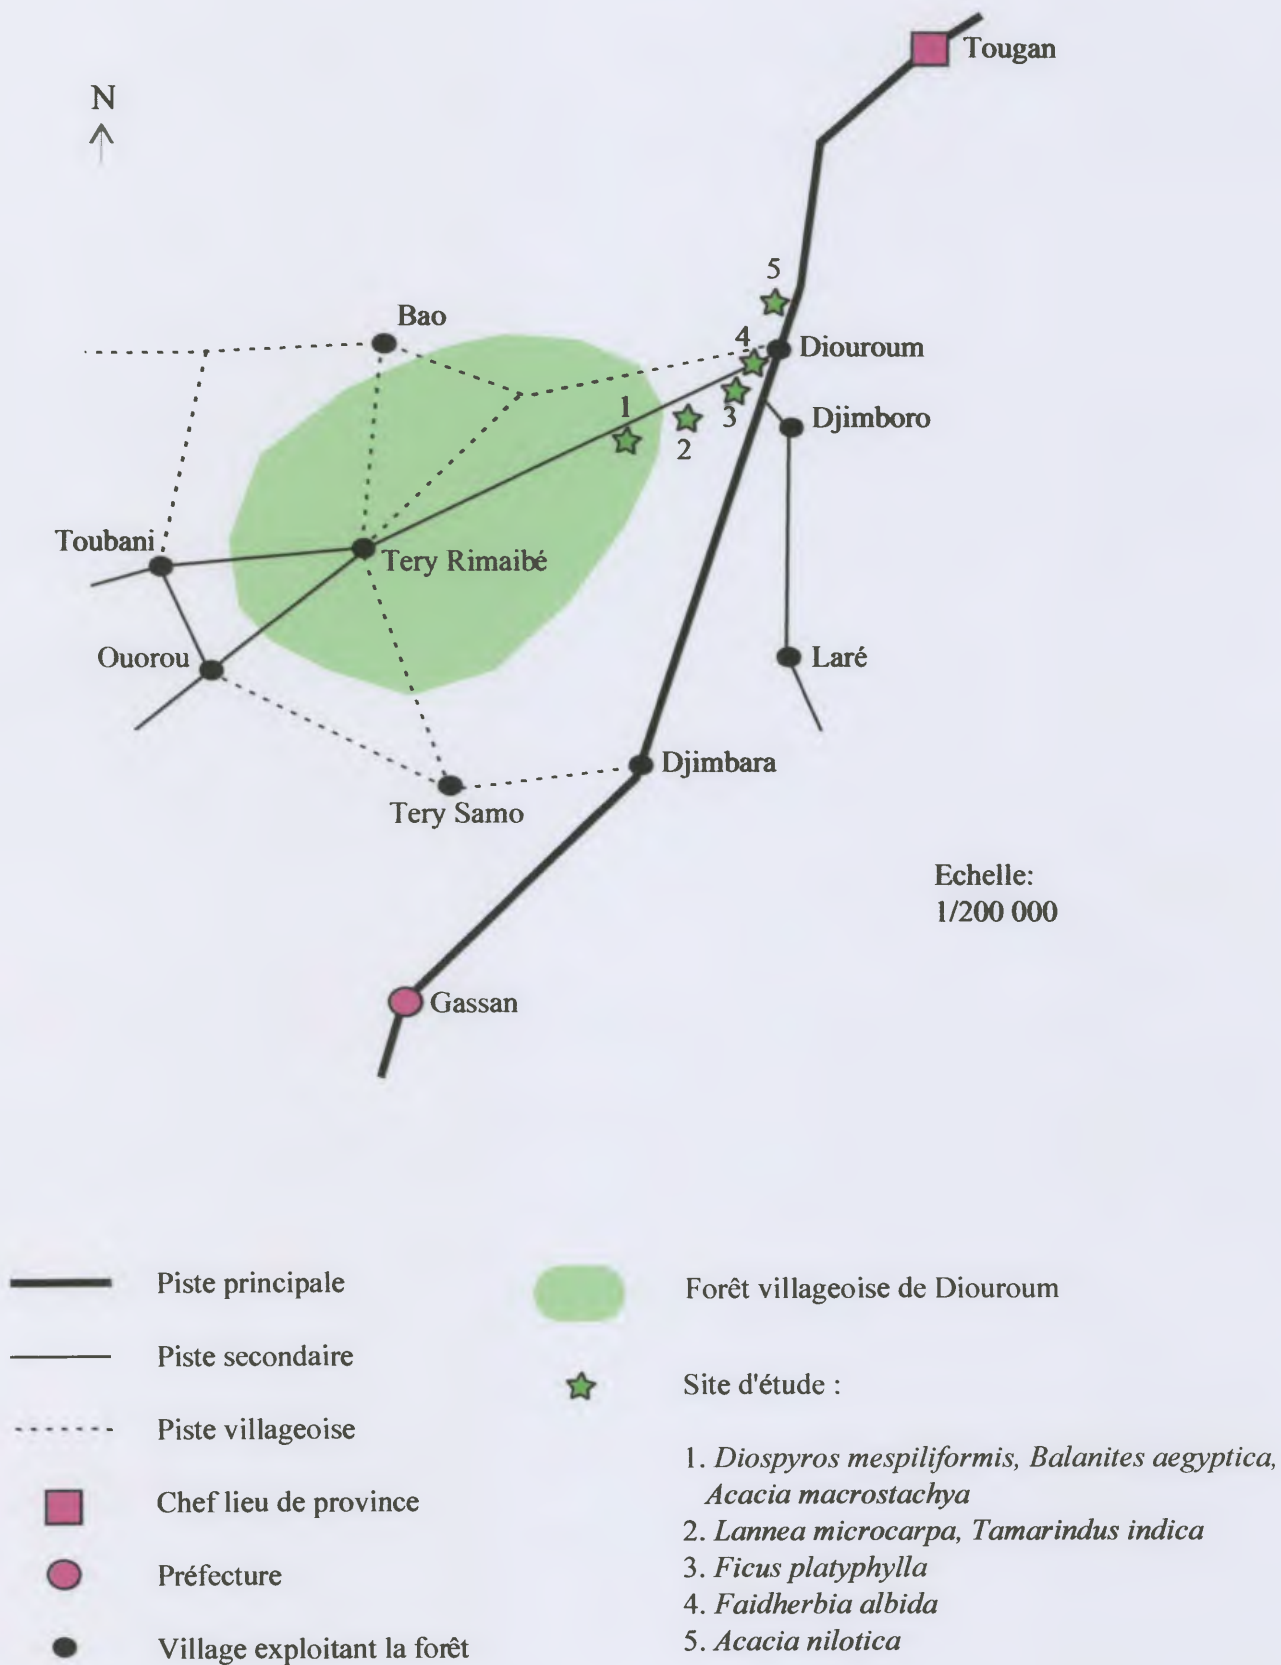 Tougan
N
5
Bao
4
Diouroum
1
2
3
Djimboro
Toubani
Tery Rimaibé
Ouorou
Laré
Djimbara
Tery Samo
Echelle:
1/200 000
Gassan
Piste principale
Piste secondaire
Piste villageoise
Chef lieu de province
Préfecture
Village exploitant la forêt
Forêt villageoise de Diouroum
Site d'étude :
1. Diospyros mespiliformis, Balanites aegyptica,
Acacia macrostachya
2. Lannea microcarpa, Tamarindus indica
3. Ficus platyphylla
4. Faidherbia albida
5. Acacia nilotica